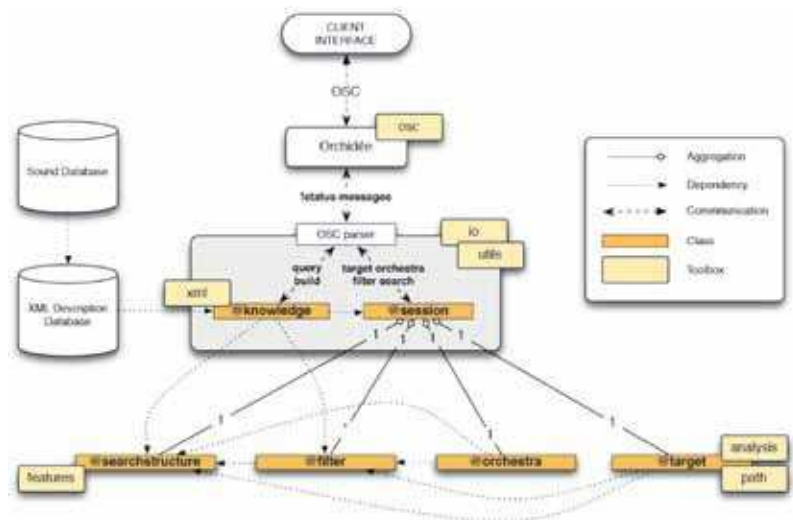 CLIENT
INTERFACE
OSC
osc
Orchidée
Sound Database
!status messages
Aggregation
Dependency
Communication
Class
Toolbox
OSC parser
io
utils
query
build
target orchestra
filter search
xml
XML Description
Database
@knowledge
@session
1
1
1
1
1
1
1
1
@searchstructure
@filter
@orchestra
@target
analysis
features
path